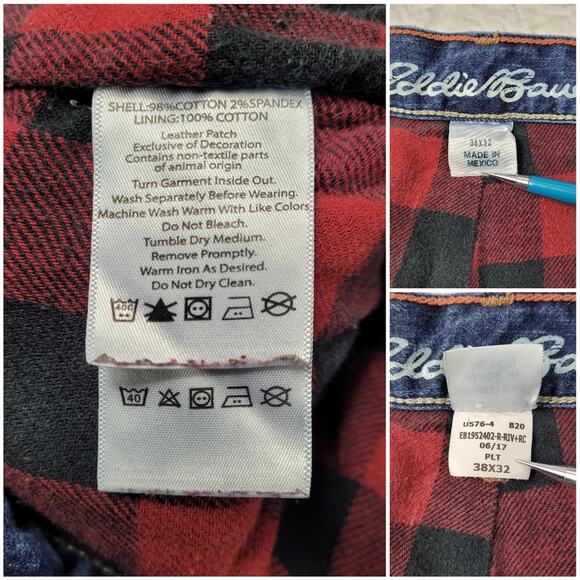 SHELL:98%COTTON 2%SPANDEX
LINING:100% COTTON
Leather Patch
Exclusive of Decoration
Contains non-textile parts
of animal origin
Turn Garment Inside Out.
Wash Separately Before Wearing.
Machine Wash Warm With Like Colors
Do Not Bleach.
Tumble Dry Medium.
Remove Promptly.
Warm Iron As Desired.
Do Not Dry Clean.
40
40
Eddie Baue
38X32
MADE IN
MEXICO
Eddie Ba
U576-4 B20
EB1952402-R-RIV+RC
06/17
PLT
38X32